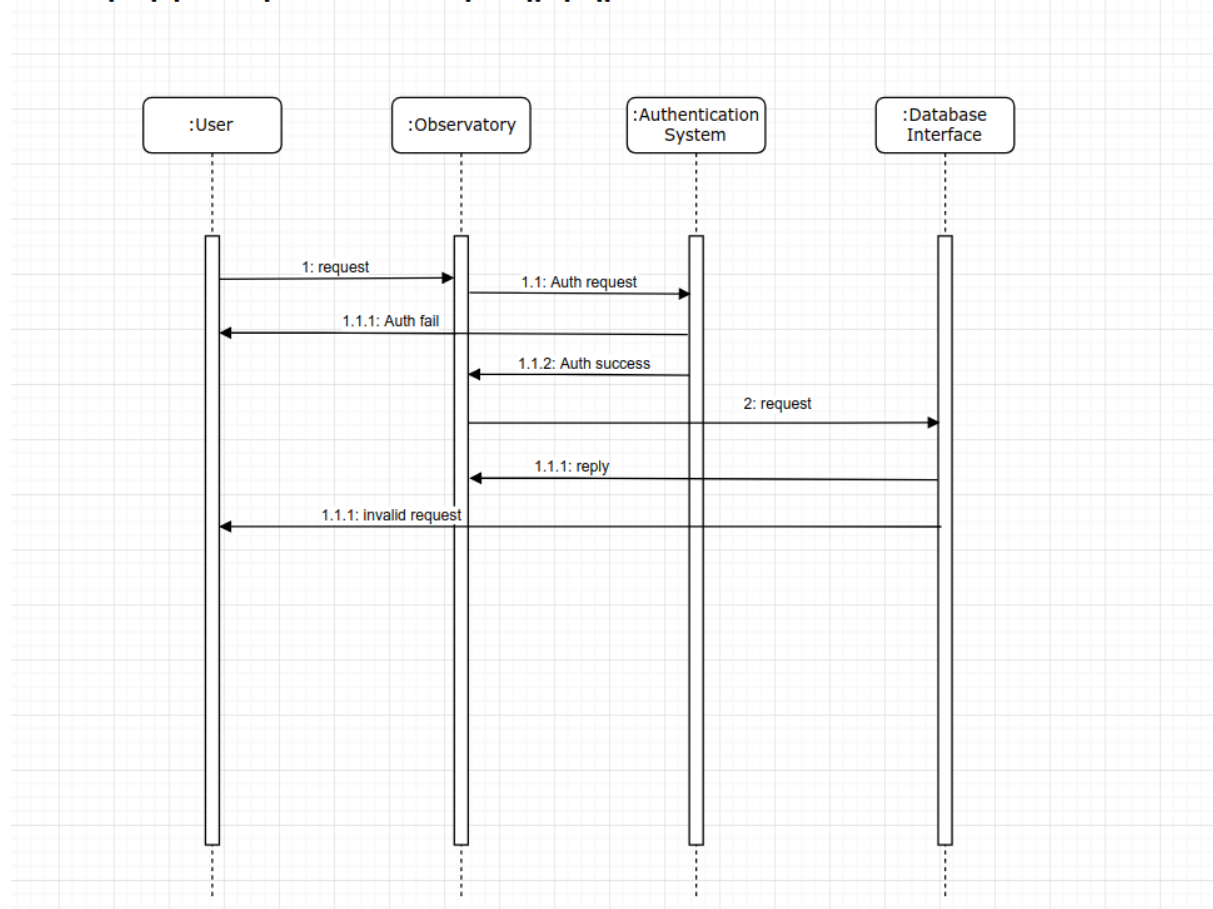 :User
:Observatory
:Authentication
System
:Database
Interface
1: request
1.1: Auth request
1.1.1: Auth fail
1.1.2: Auth success
2: request
1.1.1: reply
1.1.1: invalid request